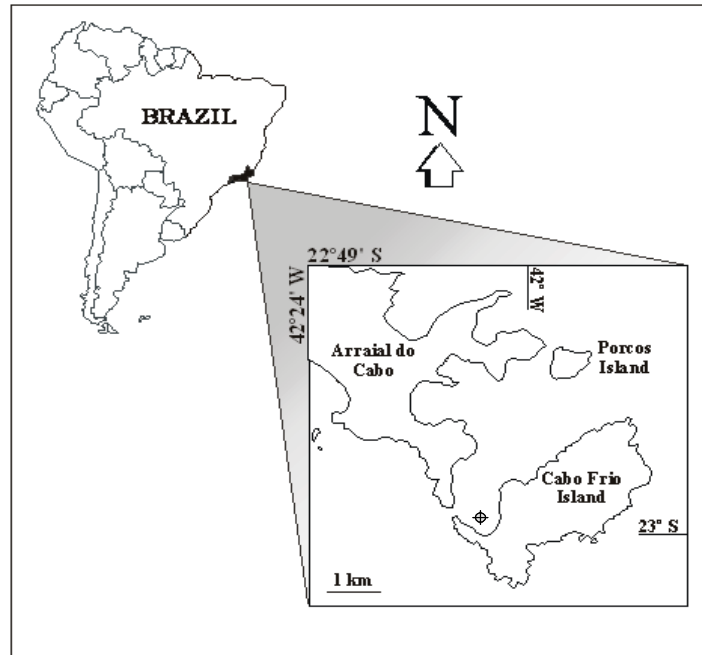 BRAZIL
N
22°49' S
42°24' W
42° W
Arraial do
Cabo
Porcos
Island
Cabo Frio
Island
23° S
1 km